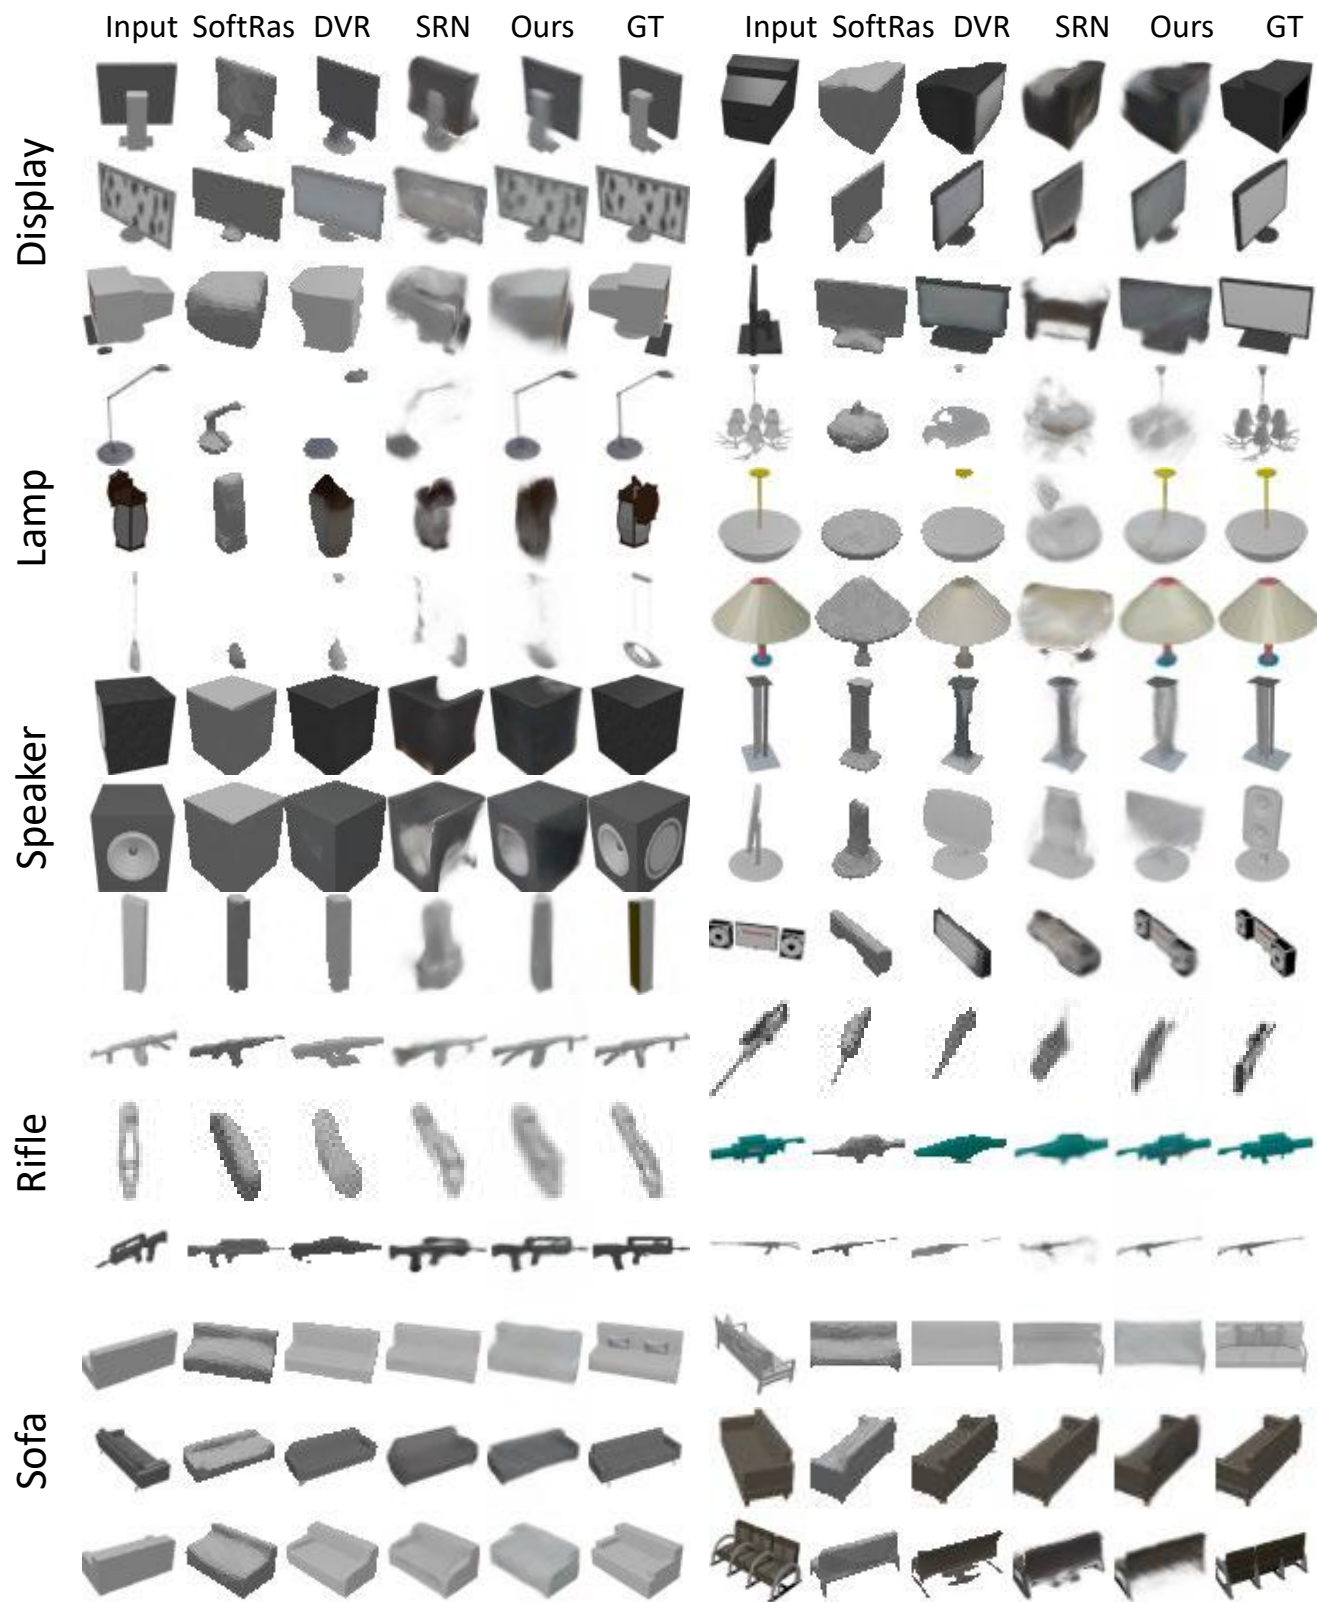 Input SoftRas DVR SRN Ours GT Input SoftRas DVR SRN Ours GT
Display
Lamp
Speaker
Rifle
Sofa